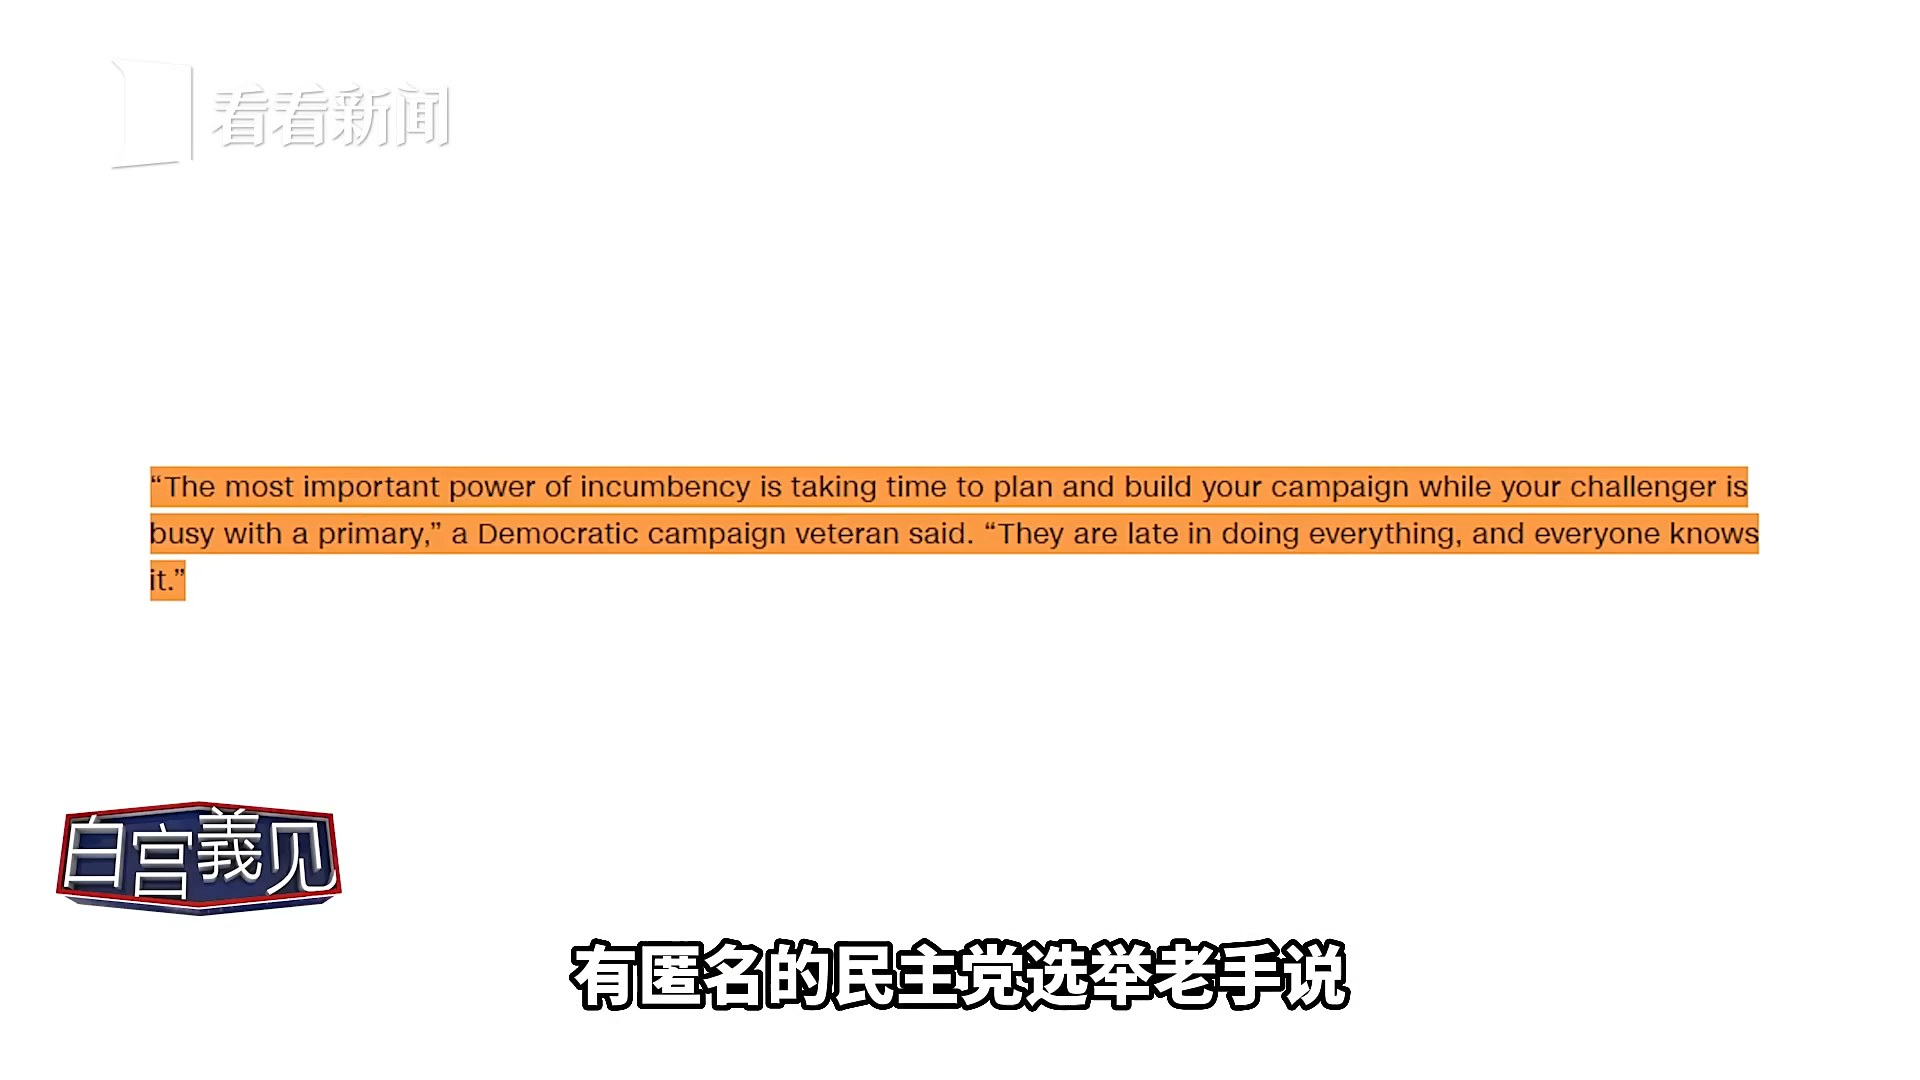 看看新闻
“The most important power of incumbency is taking time to plan and build your campaign while your challenger is
busy with a primary,” a Democratic campaign veteran said. “They are late in doing everything, and everyone knows
it.”
白宫義见
有匿名的民主党选举老手说